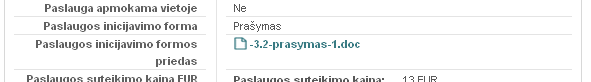 Paslauga apmokama vietoje Ne
Paslaugos inicijavimo forma Prašymas
Paslaugos inicijavimo formos priedas -3.2-prasymas-1.doc
Paslaugos suteikimo kaina EUR Paslaugos suteikimo kaina: 13 EUR